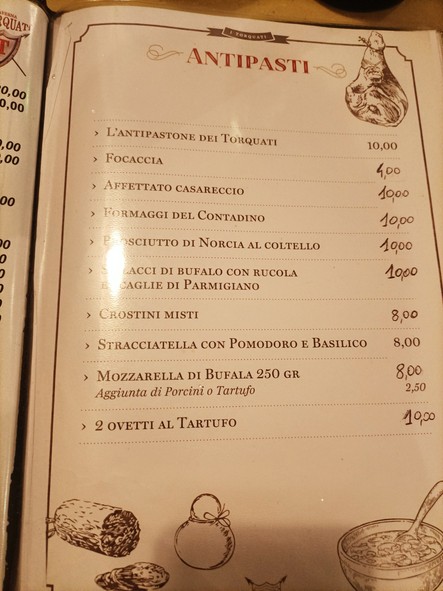 I TORQUATI
ANTIPASTI
› L'ANTIPASTONE DEI TORQUATI 10,00
› FOCACCIA 4,00
› AFFETTATO CASARECCIO 10,00
› FORMAGGI DEL CONTADINO 10,00
› PROSCIUTTO DI NORCIA AL COLTELLO 10,00
› STRACCI DI BUFALO CON RUCOLA 10,00
E SCAGLIE DI PARMIGIANO
› CROSTINI MISTI 8,00
› STRACCIATELLA CON POMODORO E BASILICO 8,00
› MOZZARELLA DI BUFALA 250 GR 8,00
Aggiunta di Porcini o Tartufo 2,50
› 2 OVETTI AL TARTUFO 10,00